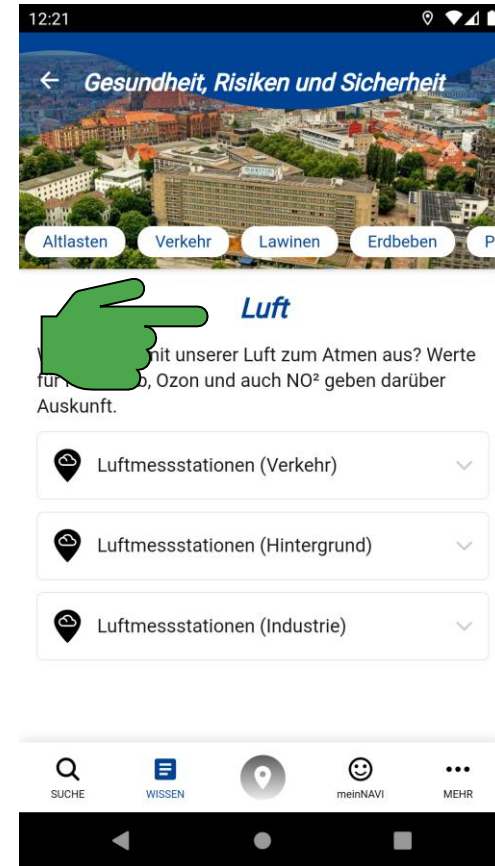 12:21
Gesundheit, Risiken und Sicherheit
Altlasten Verkehr Lawinen Erdbeben P
Luft
mit unserer Luft zum Atmen aus? Werte
für Ozon und auch NO² geben darüber
Auskunft.
Luftmessstationen (Verkehr)
Luftmessstationen (Hintergrund)
Luftmessstationen (Industrie)
SUCHE WISSEN meinNAVI MEHR